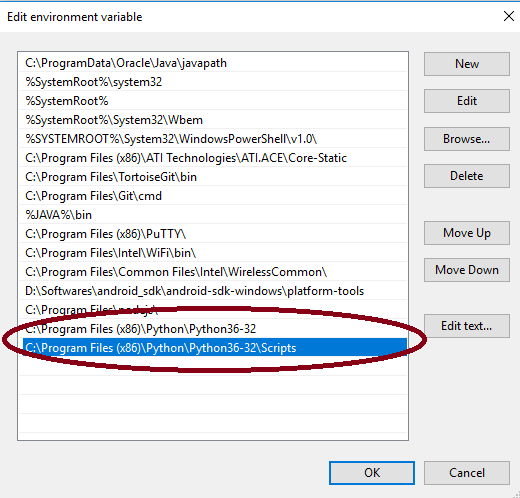 Edit environment variable
C:\ProgramData\Oracle\Java\javapath
%SystemRoot%\system32
%SystemRoot%
%SystemRoot%\System32\Wbem
%SYSTEMROOT%\System32\WindowsPowerShell\v1.0\
C:\Program Files (x86)\ATI Technologies\ATI.ACE\Core-Static
C:\Program Files\TortoiseGit\bin
C:\Program Files\Git\cmd
%JAVA%\bin
C:\Program Files (x86)\PuTTY\
C:\Program Files\Intel\WiFi\bin\
C:\Program Files\Common Files\Intel\WirelessCommon\
D:\Softwares\android_sdk\android-sdk-windows\platform-tools
C:\Program Files\nodejs\
C:\Program Files (x86)\Python\Python36-32
C:\Program Files (x86)\Python\Python36-32\Scripts
New
Edit
Browse...
Delete
Move Up
Move Down
Edit text...
OK
Cancel